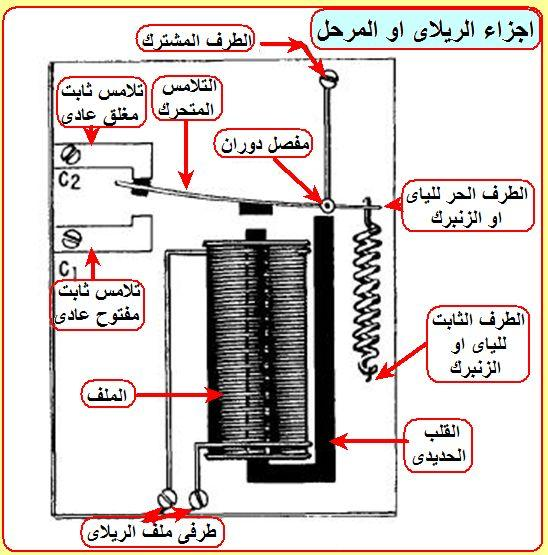 اجزاء الريلاى او المرحل
الطرف المشترك
التلامس
المتحرك
تلامس ثابت
مغلق عادى
مفصل دوران
C2
الطرف الحر للياى
او الزنبرك
C1
تلامس ثابت
مفتوح عادى
الطرف الثابت
للياى او
الزنبرك
الملف
القلب
الحديدى
طرفى ملف الريلاى